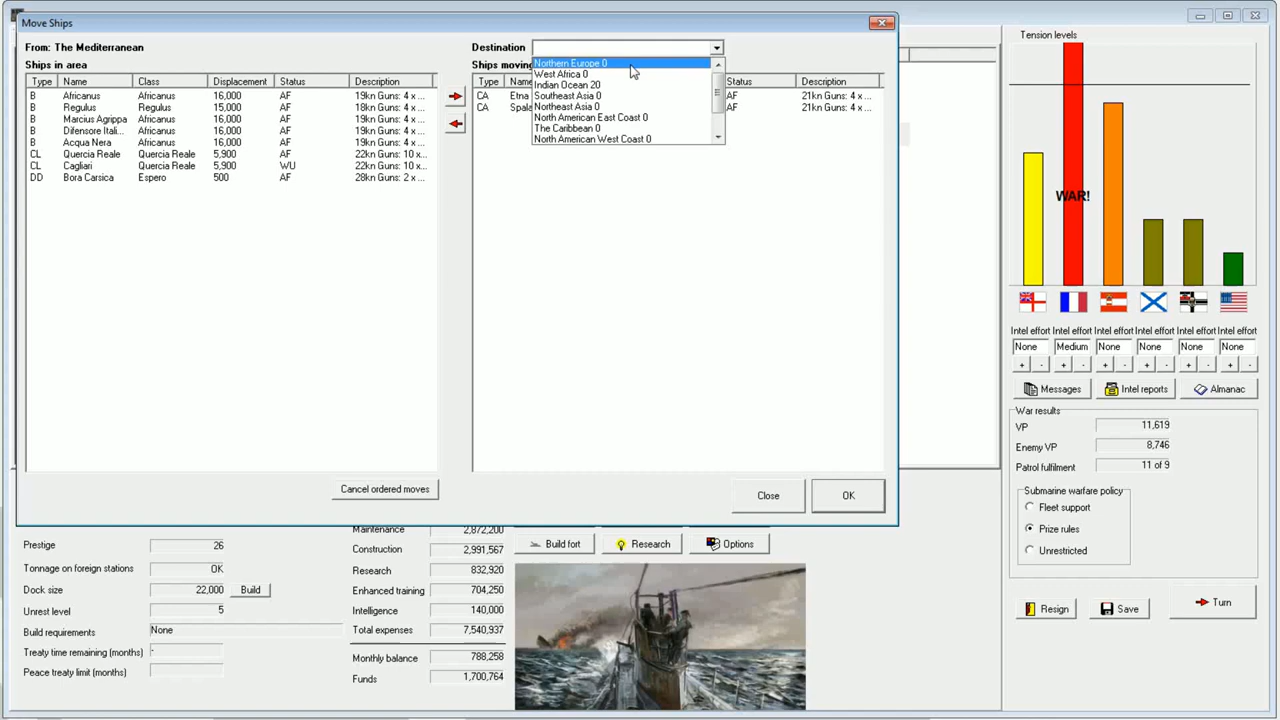 Move Ships
From: The Mediterranean
Destination
Ships in area
Type Name Class Displacement Status Description
B Africanus Africanus 16,000 AF 19kn Guns: 4 x ...
B Regulus Regulus 15,000 AF 18kn Guns: 4 x ...
B Marcius Agrippa Africanus 16,000 AF 19kn Guns: 4 x ...
B Difensore Itali... Africanus 16,000 AF 19kn Guns: 4 x ...
B Acqua Nera Africanus 16,000 AF 19kn Guns: 4 x ...
CL Quercia Reale Quercia Reale 5,900 AF 22kn Guns: 10 x ...
CL Cagliari Quercia Reale 5,900 WU 22kn Guns: 10 x ...
DD Bora Carsica Espero 500 AF 28kn Guns: 2 x ...
Cancel ordered moves
Northern Europe 0
West Africa 0
Indian Ocean 20
Southeast Asia 0
Northeast Asia 0
North American East Coast 0
The Caribbean 0
North American West Coast 0
Type Status Description
CA Etna AF 21kn Guns: 4 x ...
CA AF 21kn Guns: 4 x ...
Close OK
Tension levels
WAR!
Intel effort Intel effort Intel effort Intel effort Intel effort Intel effort
None Medium None None None None
+ - + - + - + - + - + -
Messages Intel reports Almanac
War results
VP 11,619
Enemy VP 8,746
Patrol fulfilment 11 of 9
Submarine warfare policy
Fleet support
Prize rules
Unrestricted
Resign Save Turn
Prestige 26
Tonnage on foreign stations OK
Dock size 22,000 Build
Unrest level 5
Build requirements None
Treaty time remaining (months) -
Peace treaty limit (months)
Maintenance 2,872,200
Construction 2,991,567
Research 832,920
Enhanced training 704,250
Intelligence 140,000
Total expenses 7,540,937
Monthly balance 788,258
Funds 1,700,764
Build fort Research Options